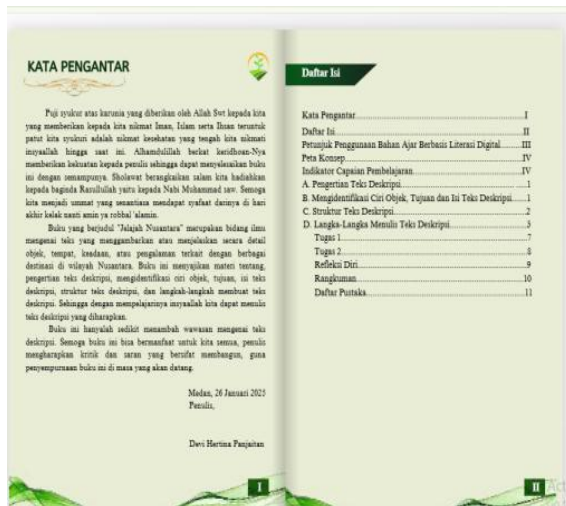 KATA PENGANTAR
Puji syukur atas karunia yang diberikan oleh Allah Swt kepada kita
yang memberikan kepada kita nikmat Iman, Islam serta Ihsan teruntuk
patut kita syukuri adalah nikmat kesehatan yang tengah kita nikmati
insyaallah hingga saat ini. Alhamdulillah berkat keridhoan-Nya
memberikan kekuatan kepada penulis sehingga dapat menyelesaikan buku
ini dengan semampunya. Sholawat berangkaikan salam kita hadiahkan
kepada baginda Rasullullah yaitu kepada Nabi Muhammad saw. Semoga
kita menjadi ummat yang senantiasa mendapat syafaat darinya di hari
akhir kelak nanti amin ya robbal 'alamin.
Buku yang berjudul "Jelajah Nusantara" merupakan bidang ilmu
mengenai teks yang menggambarkan atau menjelaskan secara detail
objek, tempat, keadaan, atau pengalaman terkait dengan berbagai
destinasi di wilayah Nusantara. Buku ini menyajikan materi tentang,
pengertian teks deskripsi, mengidentifikasi ciri objek, tujuan, isi teks
deskripsi, struktur teks deskripsi, dan langkah-langkah membuat teks
deskripsi. Sehingga dengan mempelajarinya insyaallah kita dapat menulis
teks deskripsi yang diharapkan.
Buku ini hanyalah sedikit menambah wawasan mengenai teks
deskripsi. Semoga buku ini bisa bermanfaat untuk kita semua, penulis
mengharapkan kritik dan saran yang bersifat membangun, guna
penyempurnaan buku ini di masa yang akan datang.
Medan, 26 Januari 2025
Penulis,
Devi Hertina Panjaitan
I
Daftar Isi
Kata Pengantar I
Daftar Isi II
Petunjuk Penggunaan Bahan Ajar Berbasis Literasi Digital III
Peta Konsep IV
Indikator Capaian Pembelajaran IV
A. Pengertian Teks Deskripsi 1
B. Mengidentifikasi Ciri Objek, Tujuan dan Isi Teks Deskripsi 1
C. Struktur Teks Deskripsi 2
D. Langka-Langka Menulis Teks Deskripsi 5
Tugas 1 7
Tugas 2 8
Refleksi Diri 9
Rangkuman 10
Daftar Pustaka 11
II